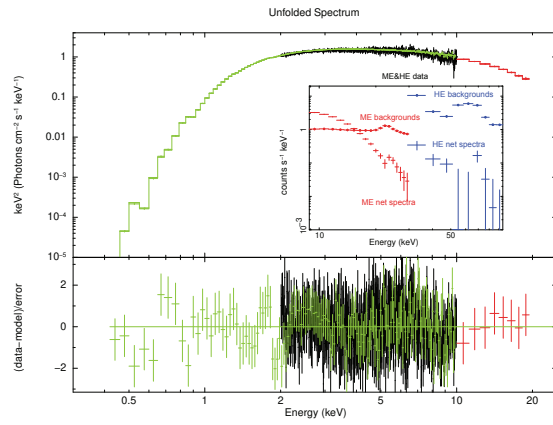 Unfolded Spectrum
keV² (Photons cm⁻² s⁻¹ keV⁻¹)
1
0.1
0.01
10⁻³
10⁻⁴
10⁻⁵
ME&HE data
counts s⁻¹ keV⁻¹
1
10⁻³
HE backgrounds
ME backgrounds
HE net spectra
ME net spectra
10 50
Energy (keV)
(data−model)/error
2
0
−2
0.5 1 2 5 10 20
Energy (keV)